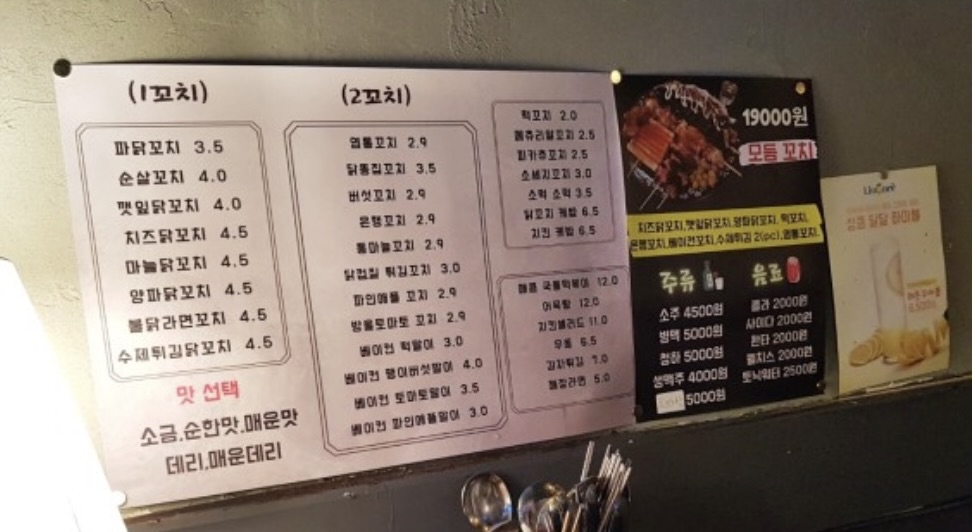 (1꼬치)
파닭꼬치 3.5
순살꼬치 4.0
깻잎닭꼬치 4.0
치즈닭꼬치 4.5
마늘닭꼬치 4.5
양파닭꼬치 4.5
불닭라면꼬치 4.5
수제튀김닭꼬치 4.5
맛 선택
소금.순한맛.매운맛
데리.매운데리
(2꼬치)
염통꼬치 2.9
닭똥집꼬치 3.5
버섯꼬치 2.9
은행꼬치 2.9
통마늘꼬치 2.9
닭껍질 튀김꼬치 3.0
파인애플 꼬치 2.9
방울토마토 꼬치 2.9
베이컨 떡말이 3.0
베이컨 팽이버섯말이 4.0
베이컨 토마토말이 3.5
베이컨 파인애플말이 3.0
떡꼬치 2.0
메추리알꼬치 2.5
피카츄꼬치 2.5
소세지꼬치 3.0
소떡 소떡 3.5
닭꼬치 컵밥 6.5
치킨 컵밥 6.5
매콤 국물떡볶이 12.0
어묵탕 12.0
치킨샐러드 11.0
우동 6.5
감자튀김 7.0
5.0
19000원
모듬 꼬치
치즈닭꼬치,깻잎닭꼬치,양파닭꼬치, 떡꼬치,
은행꼬치,베이컨꼬치,수제튀김 2(pc),염통꼬치.
주류
소주 4500원
병맥 5000원
청하 5000원
생맥주 4000원
5000원
음료
콜라 2000원
사이다 2000원
환타 2000원
웰치스 2000원
토닉워터 2500원
상콤 달달 하이볼
6,500원